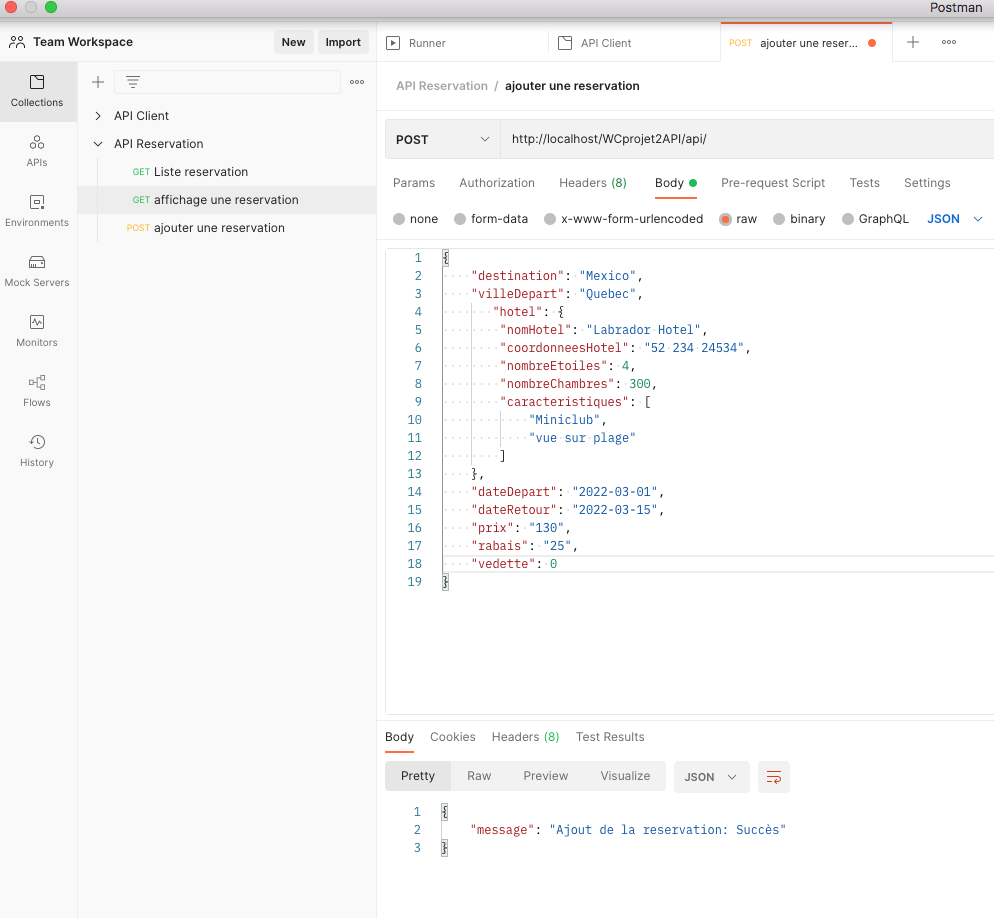 Postman
Team Workspace
New
Import
Runner
API Client
POST ajouter une reser...
Collections
APIs
Environments
Mock Servers
Monitors
Flows
History
API Client
API Reservation
GET Liste reservation
GET affichage une reservation
POST ajouter une reservation
API Reservation / ajouter une reservation
POST
http://localhost/WCprojet2API/api/
Params Authorization Headers (8) Body Pre-request Script Tests Settings
none form-data x-www-form-urlencoded raw binary GraphQL JSON
1 {
2 "destination": "Mexico",
3 "villeDepart": "Quebec",
4 "hotel": {
5 "nomHotel": "Labrador Hotel",
6 "coordonneesHotel": "52 234 24534",
7 "nombreEtoiles": 4,
8 "nombreChambres": 300,
9 "caracteristiques": [
10 "Miniclub",
11 "vue sur plage"
12 ]
13 },
14 "dateDepart": "2022-03-01",
15 "dateRetour": "2022-03-15",
16 "prix": "130",
17 "rabais": "25",
18 "vedette": 0
19 }
Body Cookies Headers (8) Test Results
Pretty Raw Preview Visualize JSON
1 {
2 "message": "Ajout de la reservation: Succès"
3 }